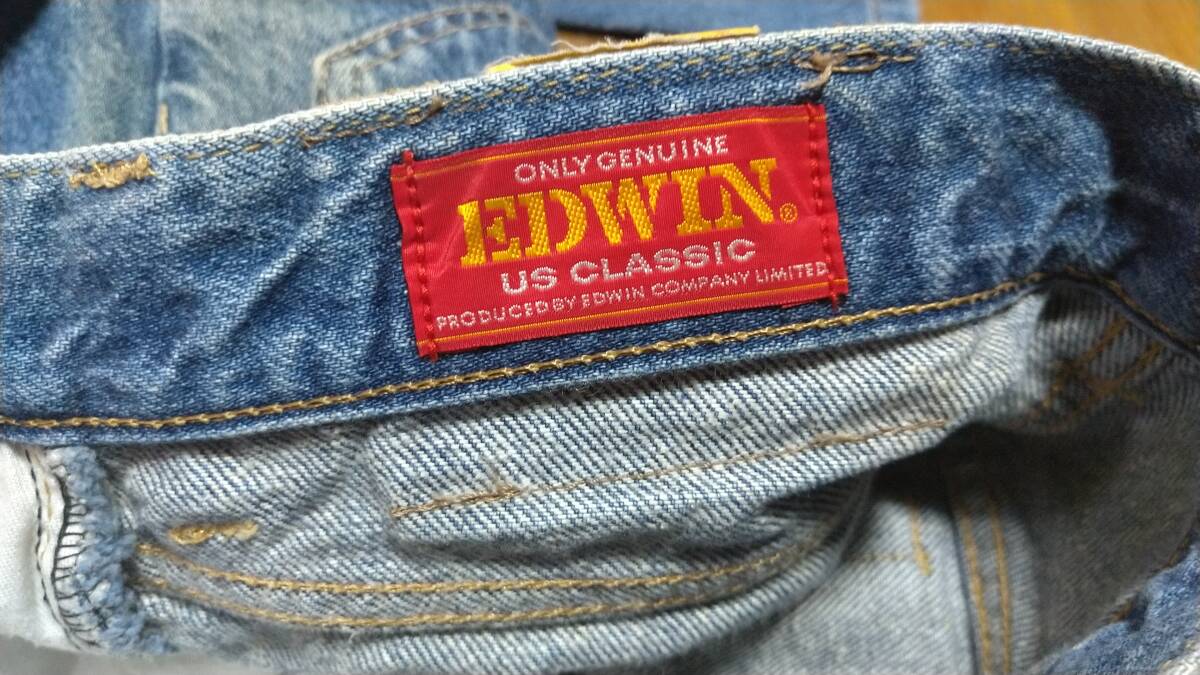 ONLY GENUINE
EDWIN®
US CLASSIC
PRODUCED BY EDWIN COMPANY LIMITED